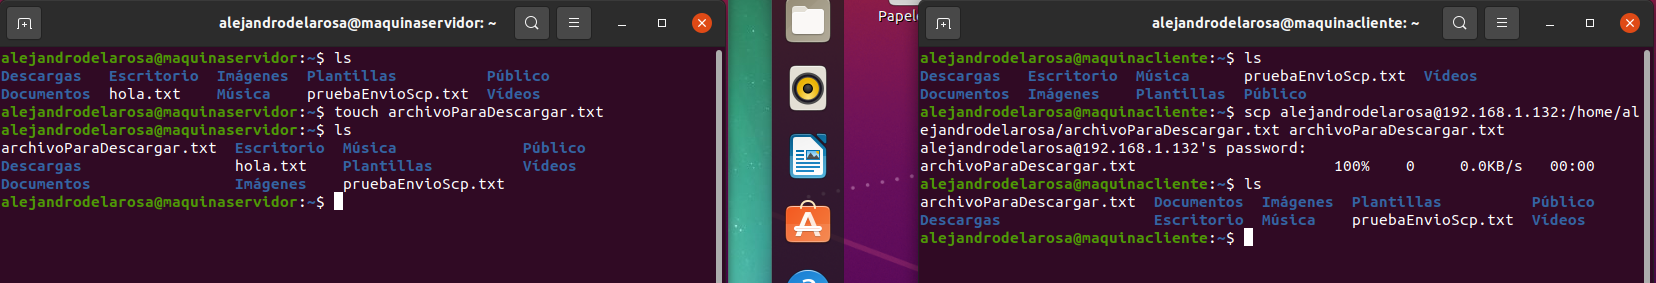 alejandrodelarosa@maquinaservidor: ~
alejandrodelarosa@maquinaservidor:~$ ls
Descargas Escritorio Imágenes Plantillas Público
Documentos hola.txt Música pruebaEnvioScp.txt Vídeos
alejandrodelarosa@maquinaservidor:~$ touch archivoParaDescargar.txt
alejandrodelarosa@maquinaservidor:~$ ls
archivoParaDescargar.txt Escritorio Música Público
Descargas hola.txt Plantillas Vídeos
Documentos Imágenes pruebaEnvioScp.txt
alejandrodelarosa@maquinaservidor:~$
Papele
alejandrodelarosa@maquinacliente: ~
alejandrodelarosa@maquinacliente:~$ ls
Descargas Escritorio Música pruebaEnvioScp.txt Vídeos
Documentos Imágenes Plantillas Público
alejandrodelarosa@maquinacliente:~$ scp alejandrodelarosa@192.168.1.132:/home/al
ejandrodelarosa/archivoParaDescargar.txt archivoParaDescargar.txt
alejandrodelarosa@192.168.1.132's password:
archivoParaDescargar.txt 100% 0 0.0KB/s 00:00
alejandrodelarosa@maquinacliente:~$ ls
archivoParaDescargar.txt Documentos Imágenes Plantillas Público
Descargas Escritorio Música pruebaEnvioScp.txt Vídeos
alejandrodelarosa@maquinacliente:~$